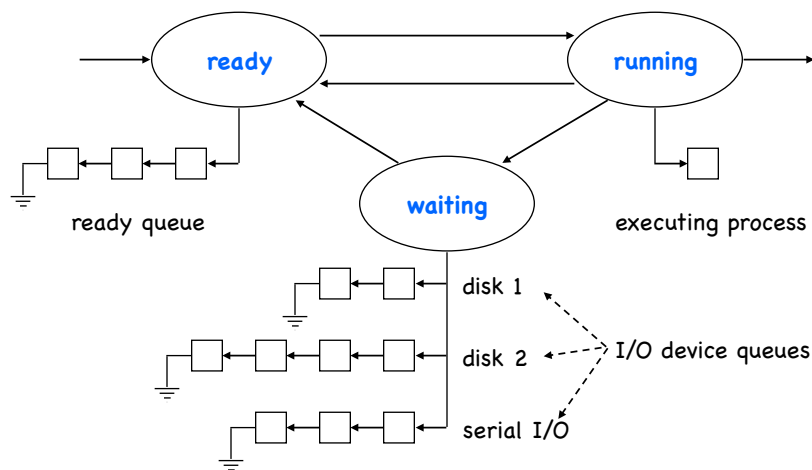 ready
running
ready queue
waiting
executing process
disk 1
disk 2
I/O device queues
serial I/O